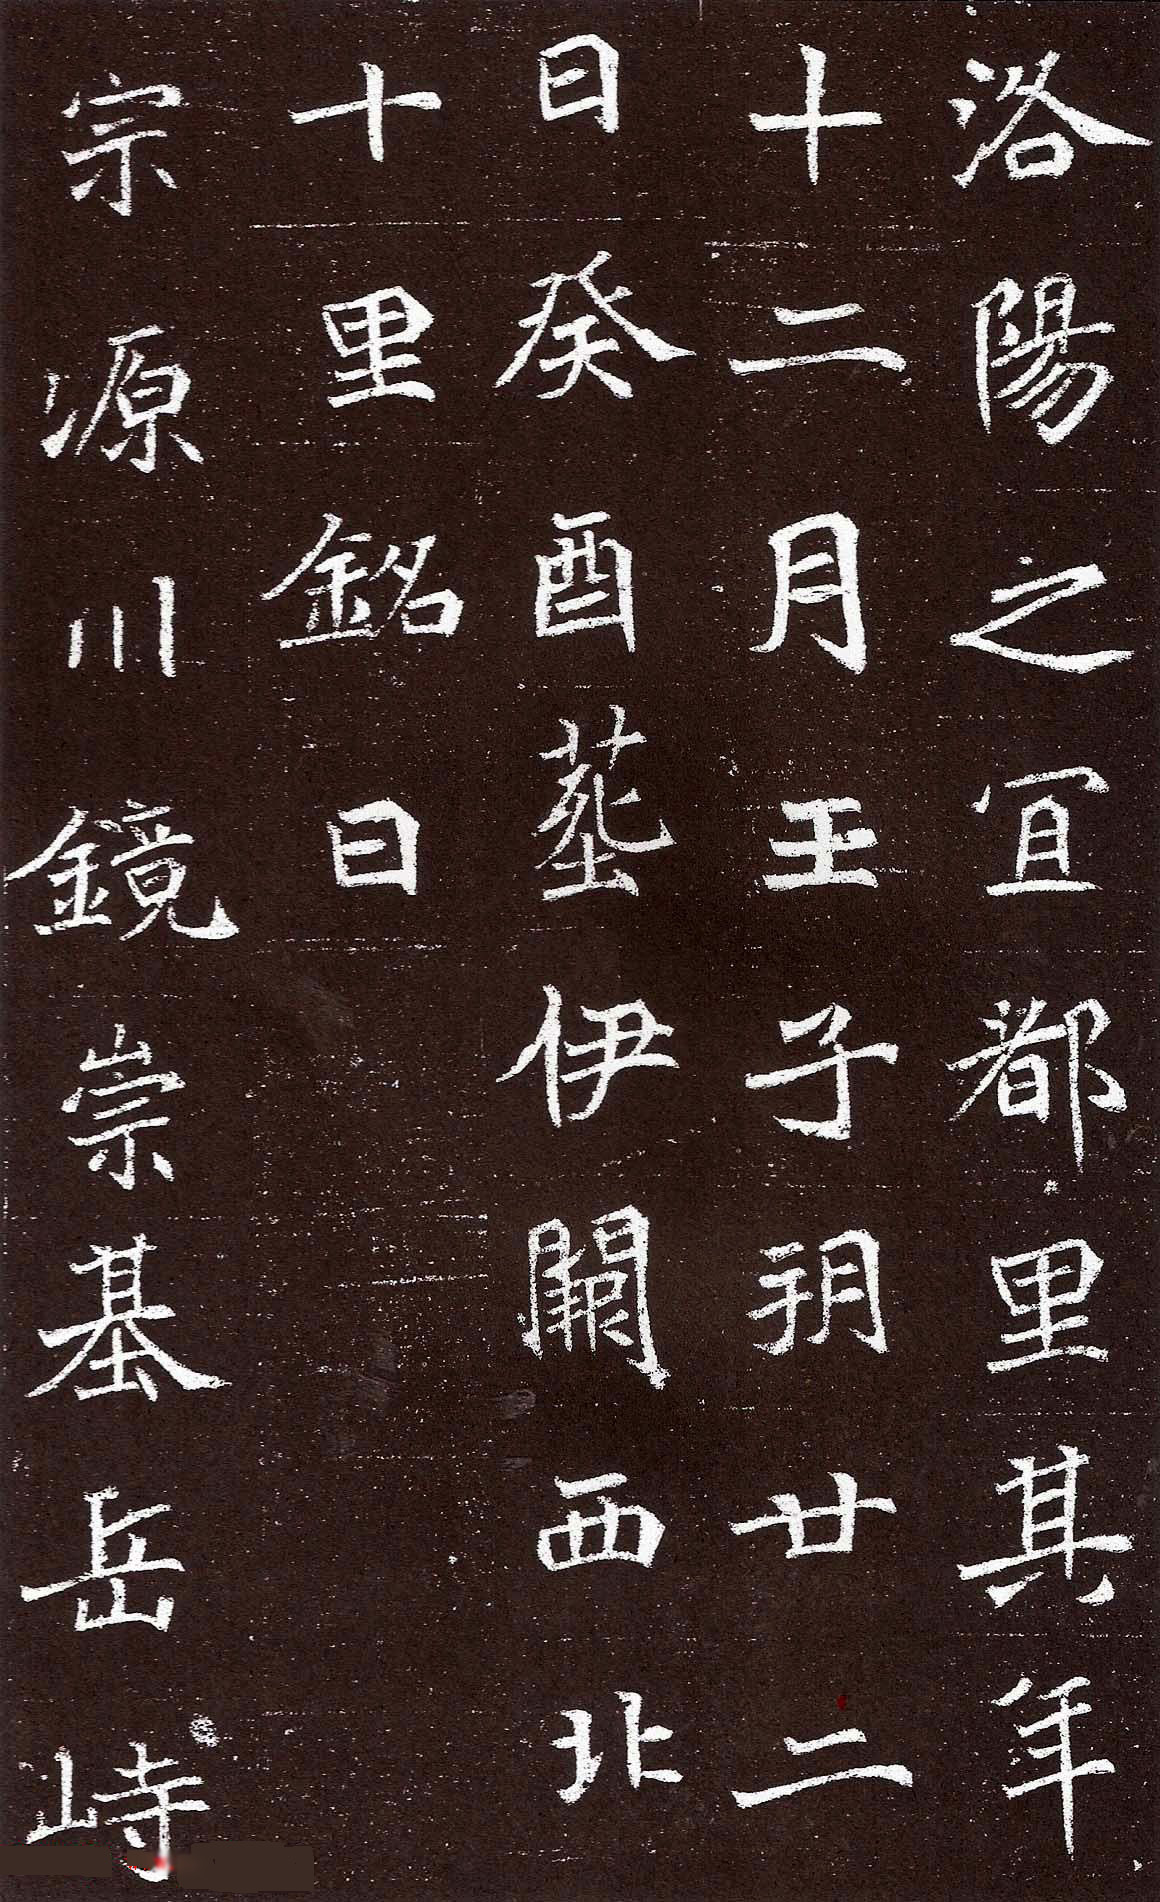 洛陽之宜都里其年
十二月壬子朔廿二
日癸酉葬伊闕西北
十里銘曰
宗源川鏡崇基岳峙